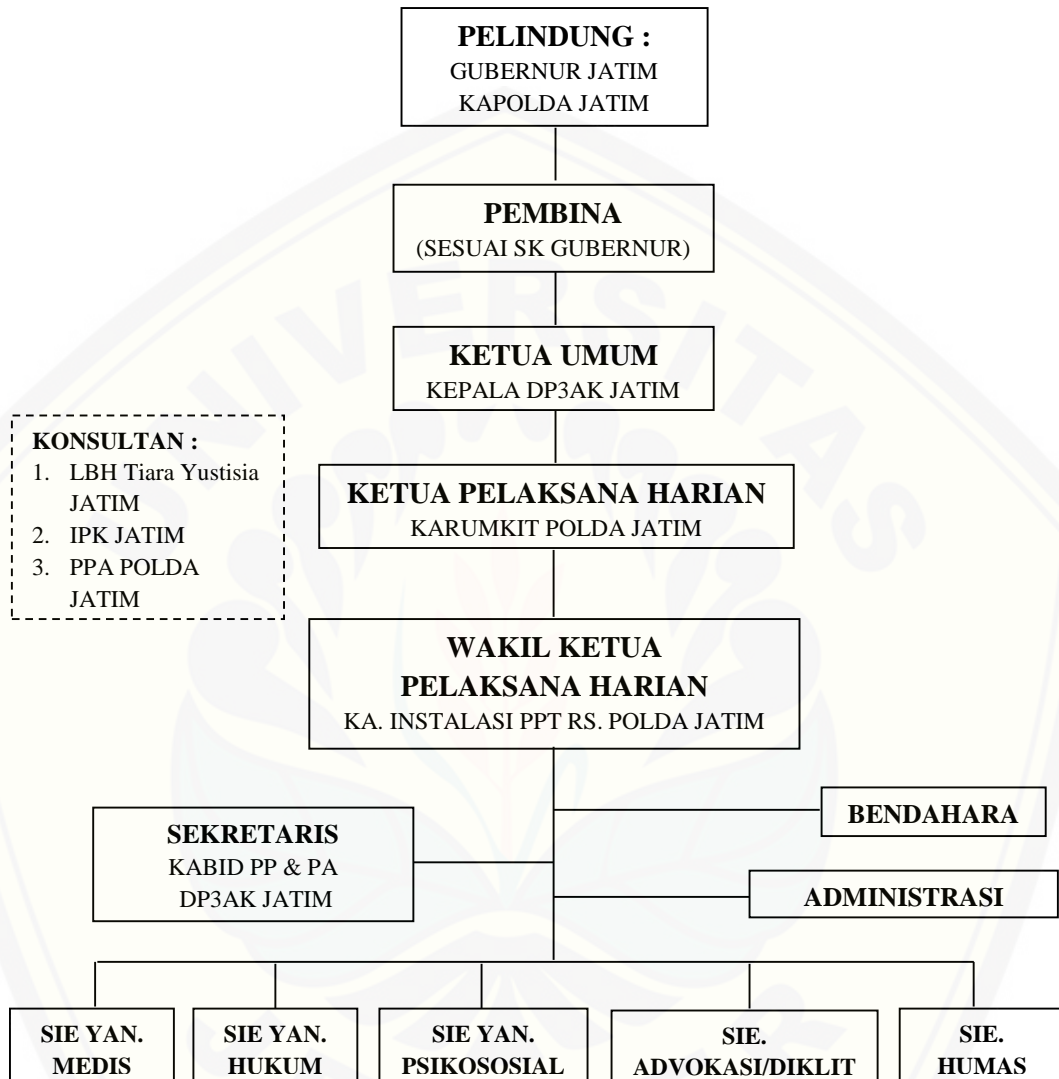 PELINDUNG :
GUBERNUR JATIM
KAPOLDA JATIM
PEMBINA
(SESUAI SK GUBERNUR)
KETUA UMUM
KEPALA DP3AK JATIM
KONSULTAN :
1. LBH Tiara Yustisia
JATIM
2. IPK JATIM
3. PPA POLDA
JATIM
KETUA PELAKSANA HARIAN
KARUMKIT POLDA JATIM
WAKIL KETUA
PELAKSANA HARIAN
KA. INSTALASI PPT RS. POLDA JATIM
BENDAHARA
SEKRETARIS
KABID PP & PA
DP3AK JATIM
ADMINISTRASI
SIE YAN.
MEDIS
SIE YAN.
HUKUM
SIE YAN.
PSIKOSOSIAL
SIE.
ADVOKASI/DIKLIT
SIE.
HUMAS
UNIVERSITAS